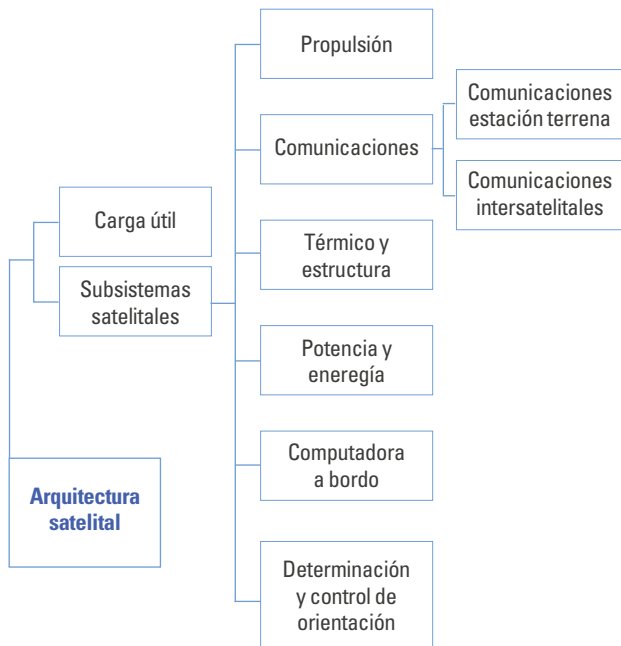 Propulsión
Comunicaciones
Comunicaciones
estación terrena
Comunicaciones
intersatelitales
Carga útil
Subsistemas
satelitales
Térmico y
estructura
Potencia y
eneregía
Computadora
a bordo
Arquitectura
satelital
Determinación
y control de
orientación